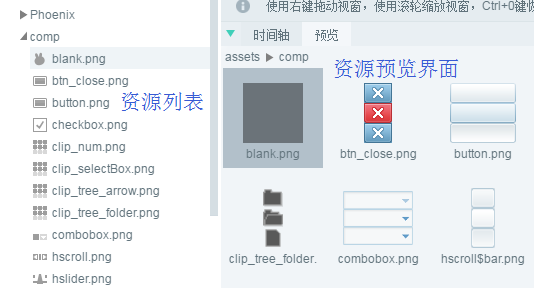 Phoenix
comp
blank.png
btn_close.png
button.png
资源列表
checkbox.png
clip_num.png
clip_selectBox.png
clip_tree_arrow.png
clip_tree_folder.png
combobox.png
hscroll.png
hslider.png
使用右键拖动视窗，使用滚轮缩放视窗，Ctrl+0键恢
时间轴 预览
assets comp
资源预览界面
blank.png btn_close.png button.png
clip_tree_folder. combobox.png hscroll$bar.png